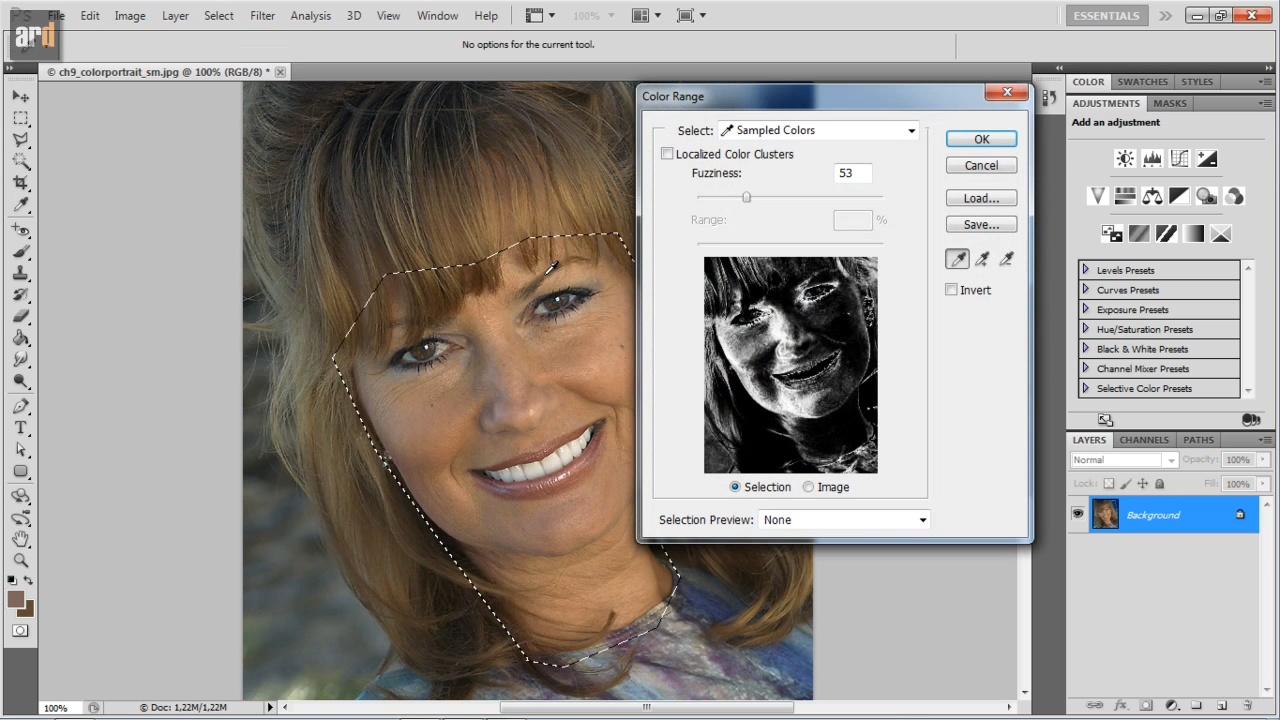 File Edit Image Layer Select Filter Analysis 3D View Window Help 100% ESSENTIALS
ard
No options for the current tool.
© ch9_colorportrait_sm.jpg @ 100% (RGB/8) *
Color Range
Select: Sampled Colors
Localized Color Clusters
Fuzziness: 53
Range: %
Selection Image
Selection Preview: None
OK
Cancel
Load...
Save...
Invert
COLOR SWATCHES STYLES
ADJUSTMENTS MASKS
Add an adjustment
Levels Presets
Curves Presets
Exposure Presets
Hue/Saturation Presets
Black & White Presets
Channel Mixer Presets
Selective Color Presets
LAYERS CHANNELS PATHS
Normal Opacity: 100%
Lock: Fill: 100%
Background
100% © Doc: 1,22M/1,22M